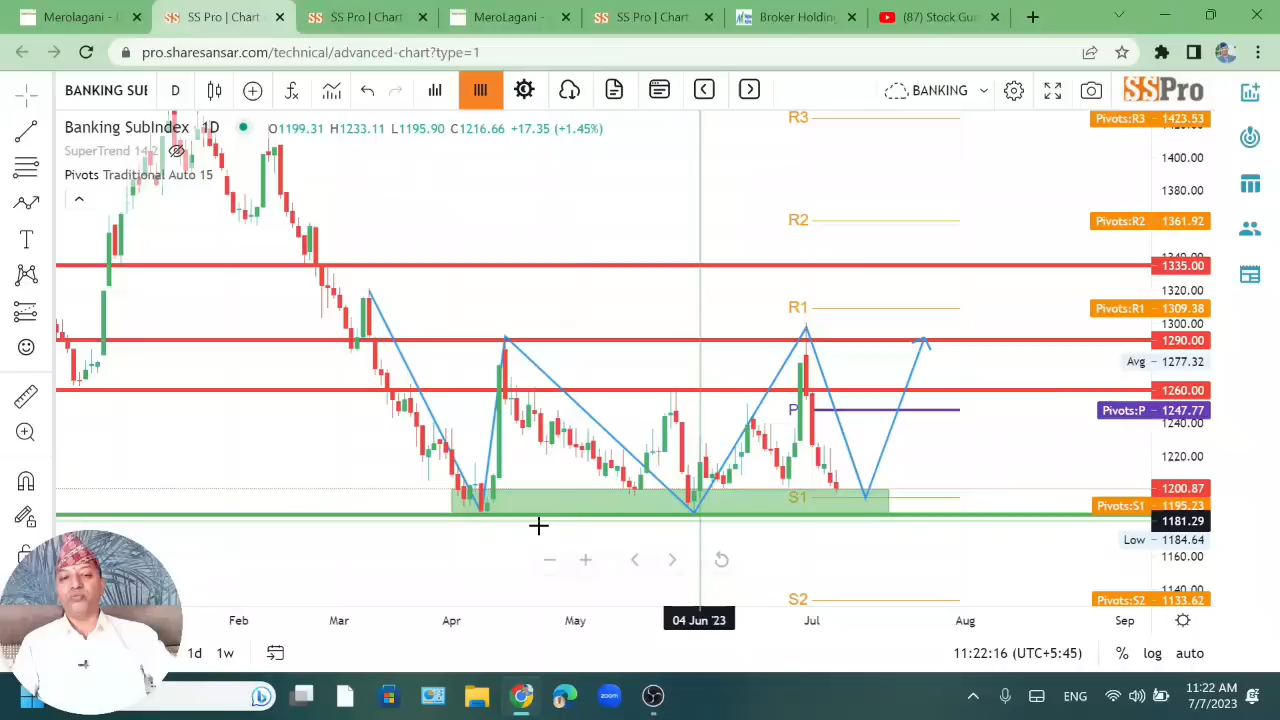 Merolagani - D
SS Pro | Chart
SS Pro | Chart
MeroLagani -
SS Pro | Chart
Broker Holding
(87) Stock Gu
pro.sharesansar.com/technical/advanced-chart?type=1
BANKING SUI
D
BANKING
SSPro
Banking SubIndex 1D
O1199.31 H1233.11 L1195.90 C1216.66 +17.35 (+1.45%)
SuperTrend 14 2
Pivots Traditional Auto 15
R3
Pivots:R3 1423.53
1400.00
1380.00
R2
Pivots:R2 1361.92
1335.00
1320.00
R1
Pivots:R1 1309.38
1300.00
1290.00
Avg 1277.32
1260.00
P
Pivots:P 1247.77
1240.00
1220.00
1200.87
S1
Pivots:S1 1195.23
1181.29
Low 1184.64
1160.00
1140.00
S2
Pivots:S2 1133.62
Feb Mar Apr May 04 Jun '23 Jul Aug Sep
1d 1w
11:22:16 (UTC+5:45) % log auto
ENG
11:22 AM
7/7/2023